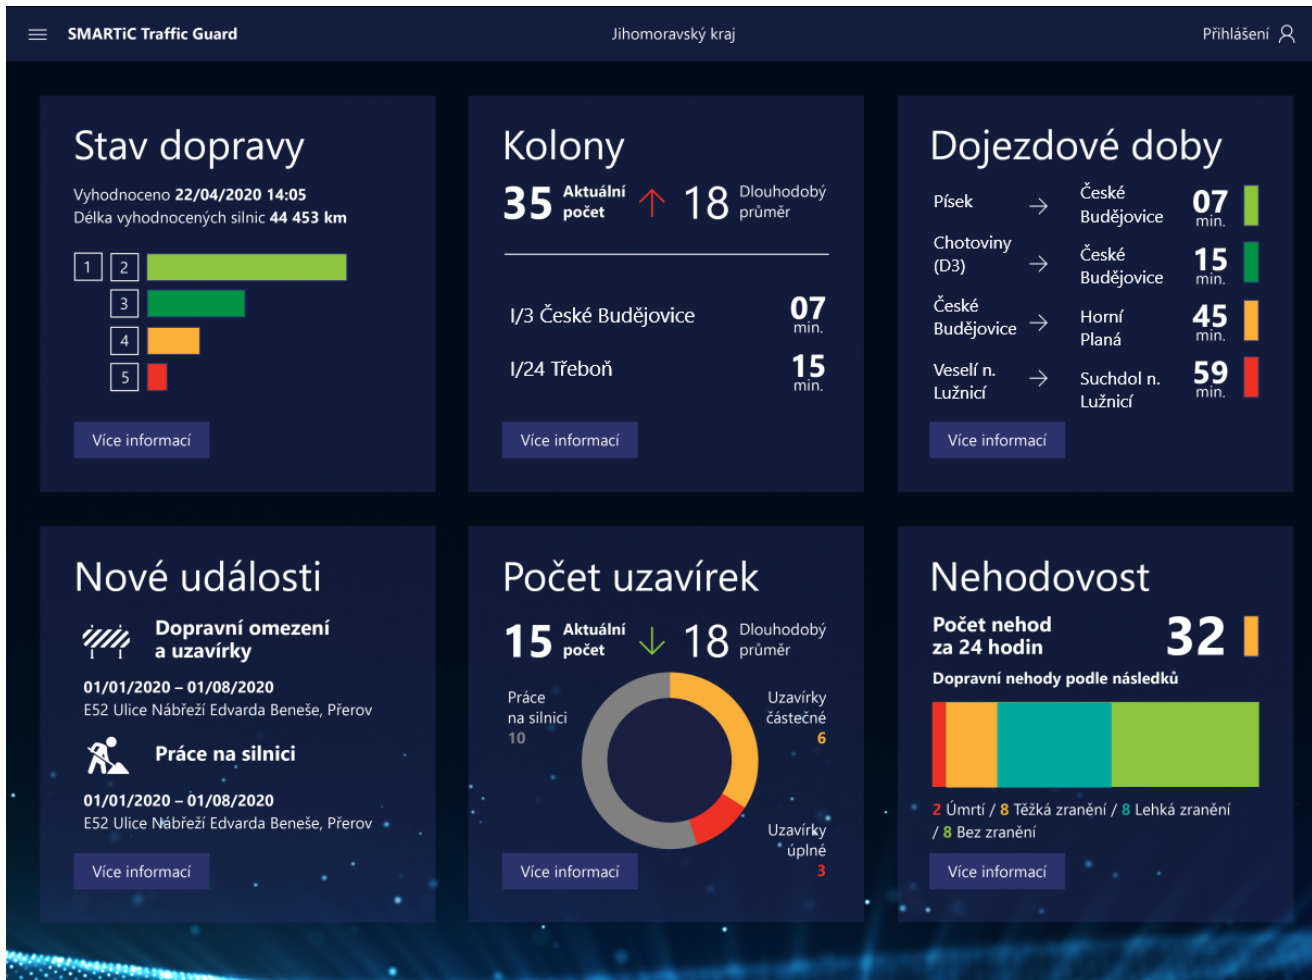 SMARTiC Traffic Guard
Jihomoravský kraj
Přihlášení
Stav dopravy
Vyhodnoceno 22/04/2020 14:05
Délka vyhodnocených silnic 44 453 km
1 2
3
4
5
Více informací
Kolony
35 Aktuální počet 18 Dlouhodobý průměr
I/3 České Budějovice 07 min.
I/24 Třeboň 15 min.
Více informací
Dojezdové doby
Písek → České Budějovice 07 min.
Chotoviny (D3) → České Budějovice 15 min.
České Budějovice → Horní Planá 45 min.
Veselí n. Lužnicí → Suchdol n. Lužnicí 59 min.
Více informací
Nové události
Dopravní omezení
a uzavírky
01/01/2020 – 01/08/2020
E52 Ulice Nábřeží Edvarda Beneše, Přerov
Práce na silnici
01/01/2020 – 01/08/2020
E52 Ulice Nábřeží Edvarda Beneše, Přerov
Více informací
Počet uzavírek
15 Aktuální počet 18 Dlouhodobý průměr
Práce
na silnici
10
Uzavírky
částečné
6
Uzavírky
úplné
3
Více informací
Nehodovost
Počet nehod
za 24 hodin
32
Dopravní nehody podle následků
2 Úmrtí / 8 Těžká zranění / 8 Lehká zranění
/ 8 Bez zranění
Více informací